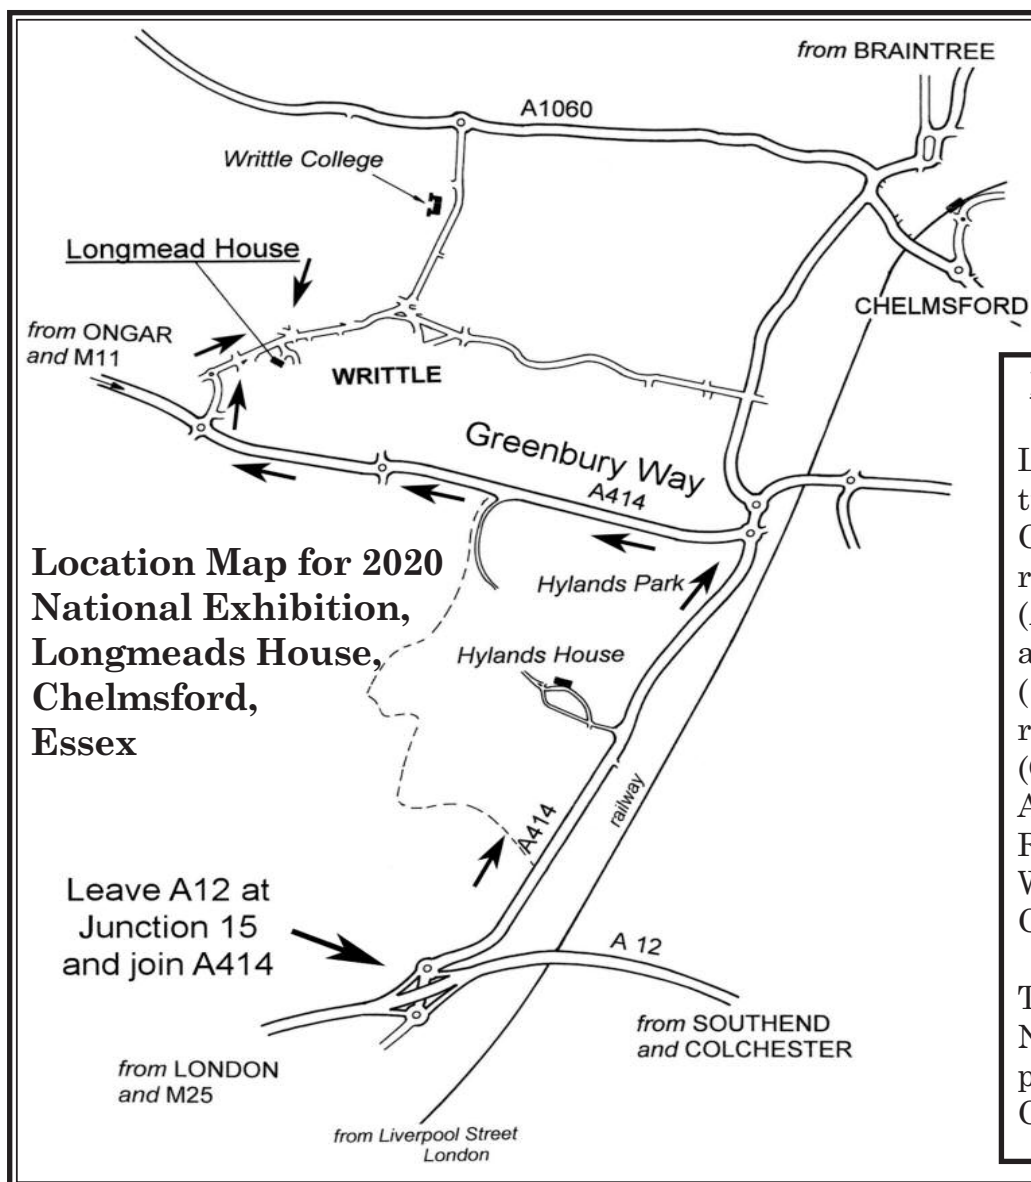 from BRAINTREE
A1060
Writtle College
Longmead House
CHELMSFORD
from ONGAR
and M11
WRITTLE
Greenbury Way
A414
Location Map for 2020
National Exhibition,
Longmeads House,
Chelmsford,
Essex
Hylands Park
Hylands House
railway
A414
Leave A12 at
Junction 15
and join A414
A 12
from SOUTHEND
and COLCHESTER
from LONDON
and M25
from Liverpool Street
London